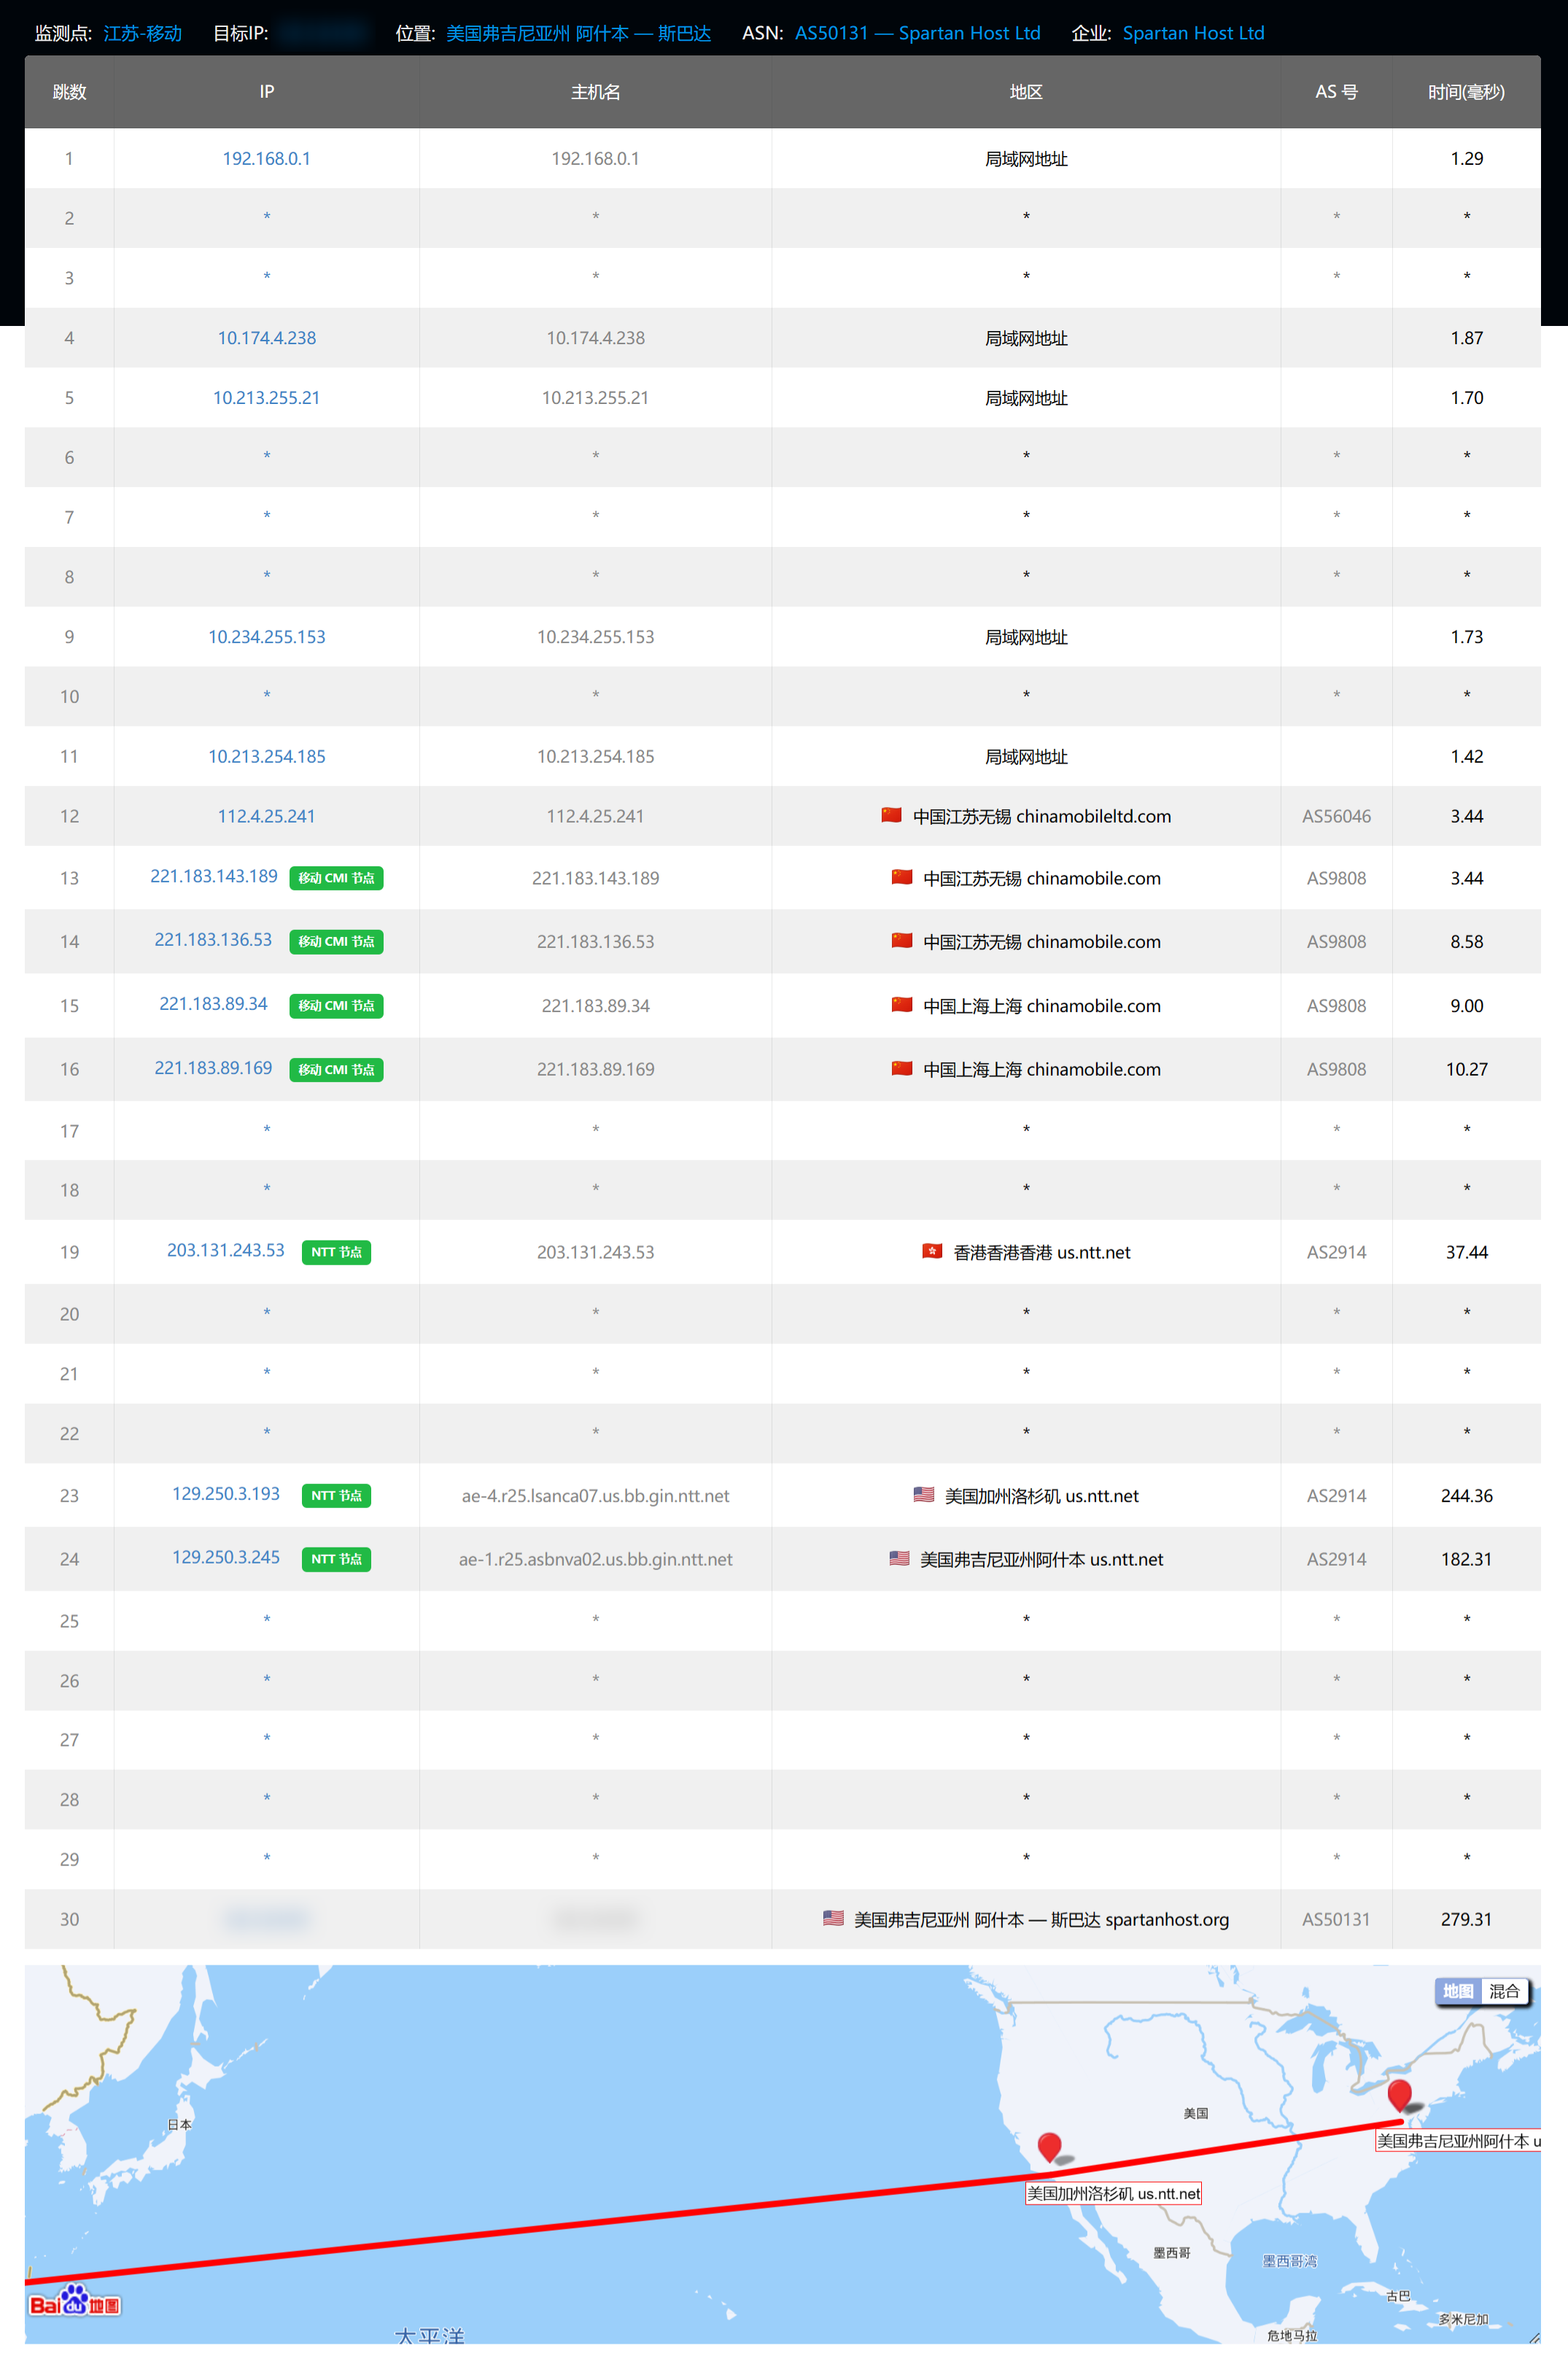 监测点: 江苏-移动 目标IP: 位置: 美国弗吉尼亚州 阿什本 — 斯巴达 ASN: AS50131 — Spartan Host Ltd 企业: Spartan Host Ltd
跳数 IP 主机名 地区 AS 号 时间(毫秒)
1 192.168.0.1 192.168.0.1 局域网地址 1.29
2 * * * * *
3 * * * * *
4 10.174.4.238 10.174.4.238 局域网地址 1.87
5 10.213.255.21 10.213.255.21 局域网地址 1.70
6 * * * * *
7 * * * * *
8 * * * * *
9 10.234.255.153 10.234.255.153 局域网地址 1.73
10 * * * * *
11 10.213.254.185 10.213.254.185 局域网地址 1.42
12 112.4.25.241 112.4.25.241 中国江苏无锡 chinamobileltd.com AS56046 3.44
13 221.183.143.189 移动 CMI 节点 221.183.143.189 中国江苏无锡 chinamobile.com AS9808 3.44
14 221.183.136.53 移动 CMI 节点 221.183.136.53 中国江苏无锡 chinamobile.com AS9808 8.58
15 221.183.89.34 移动 CMI 节点 221.183.89.34 中国上海上海 chinamobile.com AS9808 9.00
16 221.183.89.169 移动 CMI 节点 221.183.89.169 中国上海上海 chinamobile.com AS9808 10.27
17 * * * * *
18 * * * * *
19 203.131.243.53 NTT 节点 203.131.243.53 香港香港香港 us.ntt.net AS2914 37.44
20 * * * * *
21 * * * * *
22 * * * * *
23 129.250.3.193 NTT 节点 ae-4.r25.lsanca07.us.bb.gin.ntt.net 美国加州洛杉矶 us.ntt.net AS2914 244.36
24 129.250.3.245 NTT 节点 ae-1.r25.asbnva02.us.bb.gin.ntt.net 美国弗吉尼亚州阿什本 us.ntt.net AS2914 182.31
25 * * * * *
26 * * * * *
27 * * * * *
28 * * * * *
29 * * * * *
30 美国弗吉尼亚州 阿什本 — 斯巴达 spartanhost.org AS50131 279.31
地图 混合
日本
美国
美国弗吉尼亚州阿什本 u
美国加州洛杉矶 us.ntt.net
墨西哥
墨西哥湾
古巴
Bai du 地图
多米尼加
太平洋
危地马拉